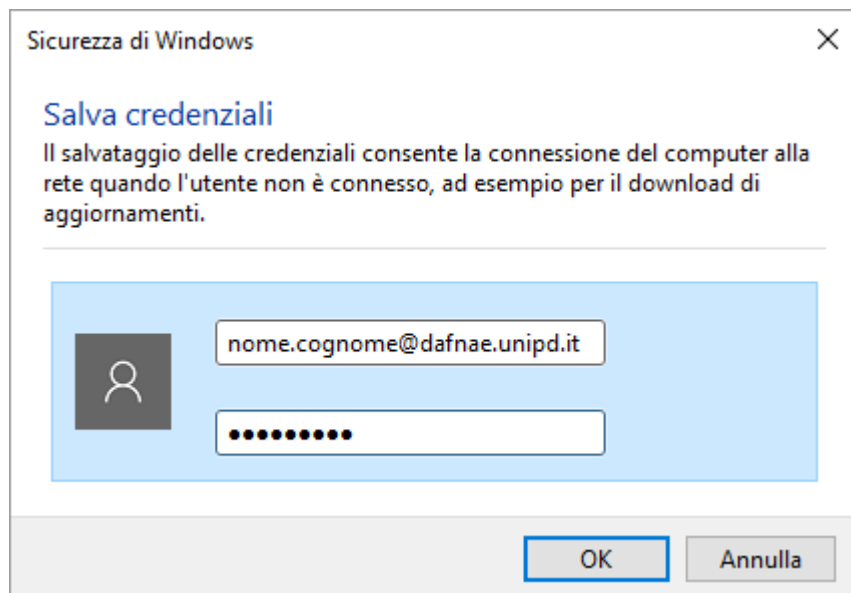 Sicurezza di Windows
Salva credenziali
Il salvataggio delle credenziali consente la connessione del computer alla
rete quando l'utente non è connesso, ad esempio per il download di
aggiornamenti.
nome.cognome@dafnae.unipd.it
●●●●●●●●●
OK Annulla